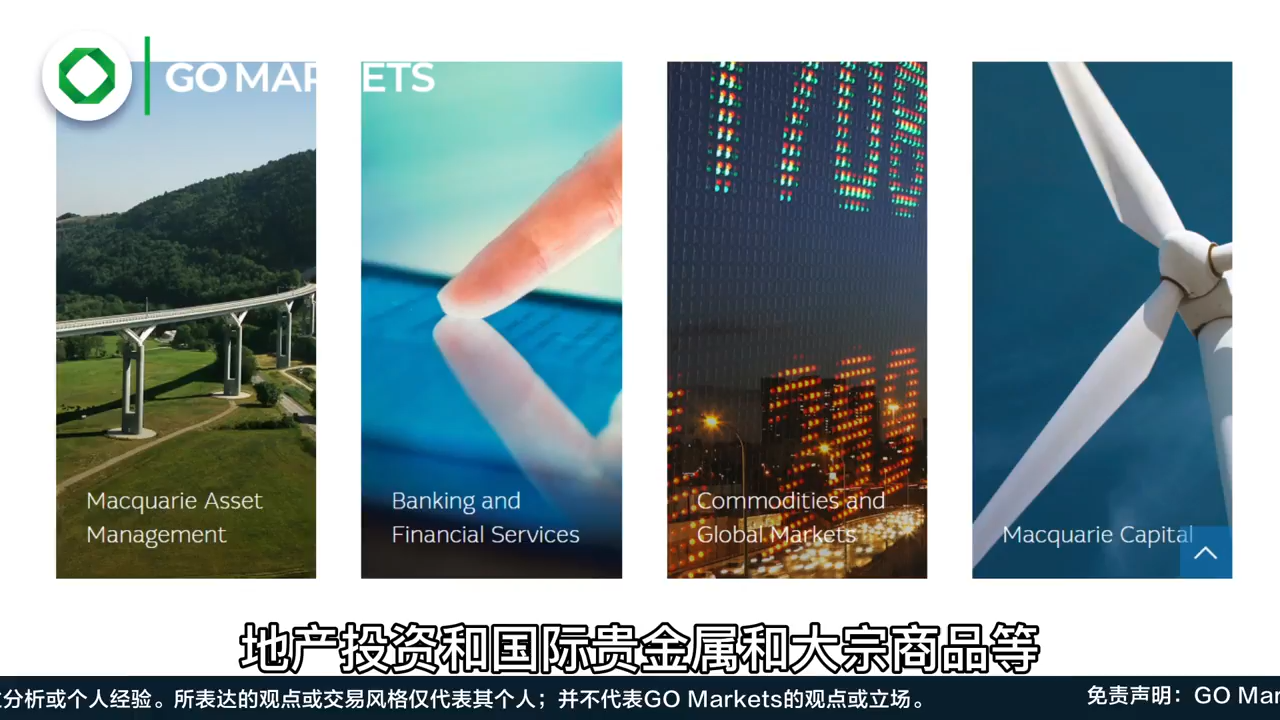 GO MARKETS
Macquarie Asset
Management
Banking and
Financial Services
Commodities and
Global Markets
Macquarie Capital
地产投资和国际贵金属和大宗商品等
分析或个人经验。所表达的观点或交易风格仅代表其个人；并不代表GO Markets的观点或立场。
免责声明：GO Mar